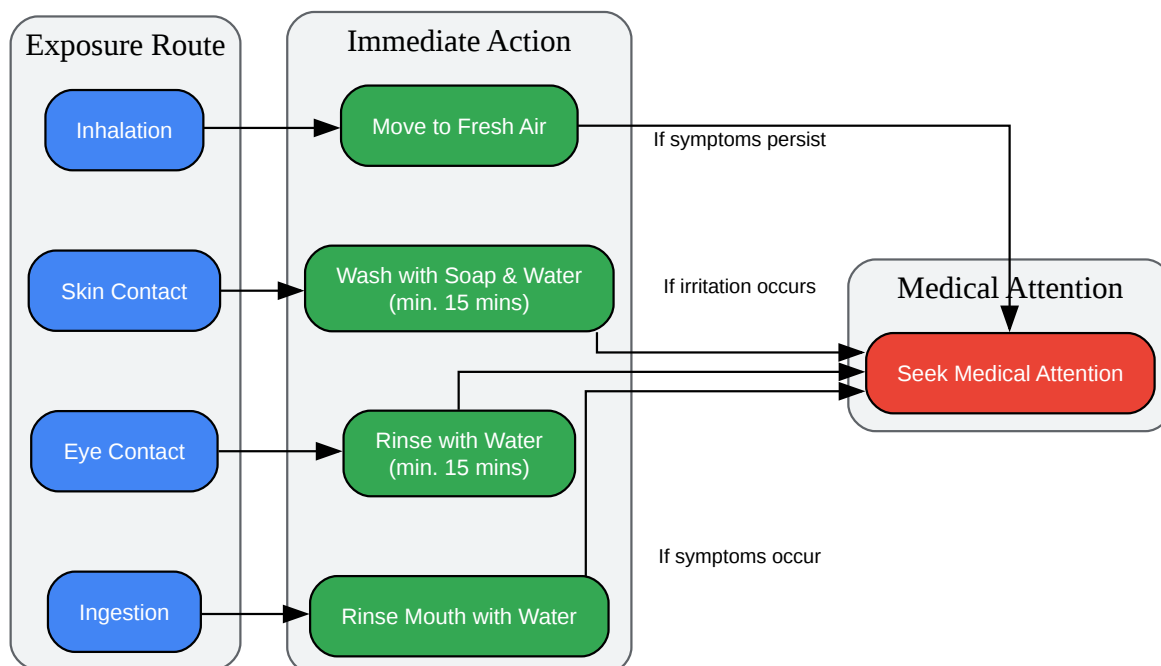 Exposure Route
Immediate Action
Inhalation
Move to Fresh Air
If symptoms persist
Skin Contact
Wash with Soap & Water
(min. 15 mins)
If irritation occurs
Medical Attention
Seek Medical Attention
Eye Contact
Rinse with Water
(min. 15 mins)
If symptoms occur
Ingestion
Rinse Mouth with Water